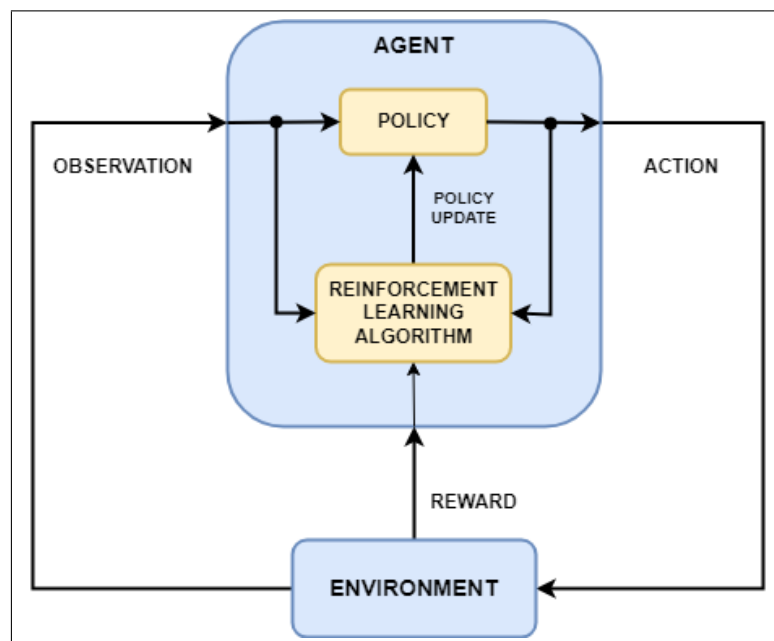 AGENT
POLICY
OBSERVATION
ACTION
POLICY
UPDATE
REINFORCEMENT
LEARNING
ALGORITHM
REWARD
ENVIRONMENT